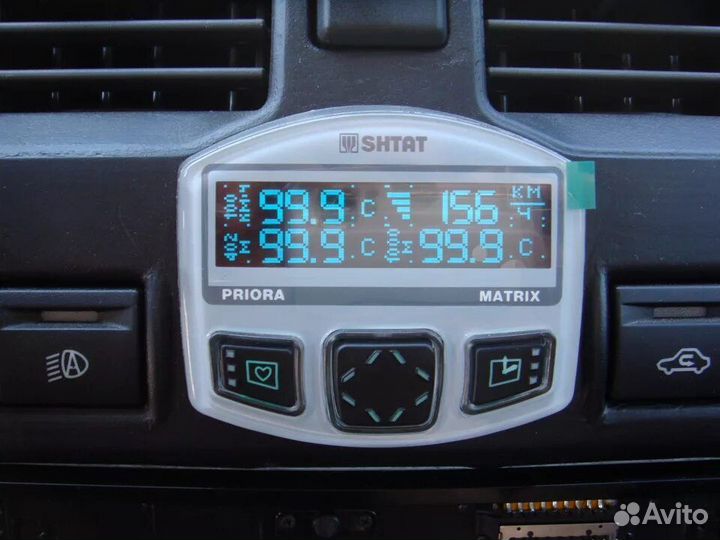 SHTAT
99.9 C 156 КМ/Ч
99.9 C 99.9 C
PRIORA MATRIX
A
Avito